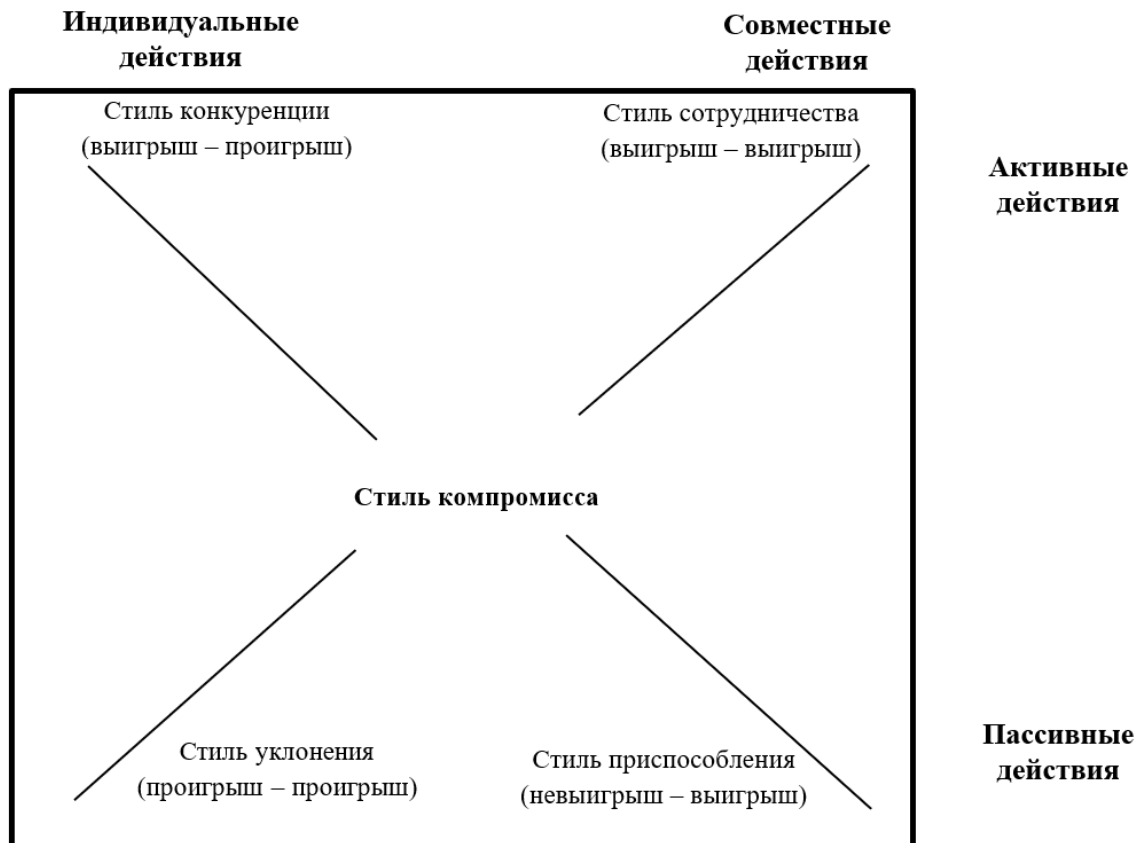 Индивидуальные
действия
Совместные
действия
Стиль конкуренции
(выигрыш – проигрыш)
Стиль сотрудничества
(выигрыш – выигрыш)
Активные
действия
Стиль компромисса
Стиль уклонения
(проигрыш – проигрыш)
Стиль приспособления
(невыигрыш – выигрыш)
Пассивные
действия